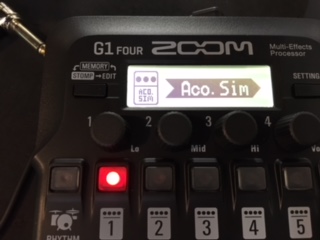 G1 FOUR ZOOM Multi-Effects Processor
MEMORY
STOMP EDIT
SETTING
ACO. SIM
Aco. Sim
1 2 3 4
Lo Mid Hi Vo
RHYTHM 1 2 3 4 5